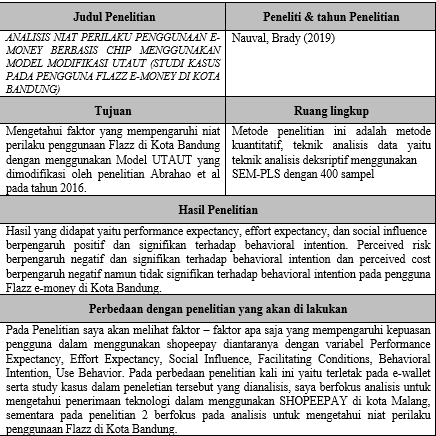 Judul Penelitian
Peneliti & tahun Penelitian
ANALISIS NIAT PERILAKU PENGGUNAAN E-
MONEY BERBASIS CHIP MENGGUNAKAN
MODEL MODIFIKASI UTAUT (STUDI KASUS
PADA PENGGUNA FLAZZ E-MONEY DI KOTA
BANDUNG)
Nauval, Brady (2019)
Tujuan
Ruang lingkup
Mengetahui faktor yang mempengaruhi niat
perilaku penggunaan Flazz di Kota Bandung
dengan menggunakan Model UTAUT yang
dimodifikasi oleh penelitian Abrahao et al
pada tahun 2016.
Metode penelitian ini adalah metode
kuantitatif, teknik analisis data yaitu
teknik analisis deksriptif menggunakan
SEM-PLS dengan 400 sampel
Hasil Penelitian
Hasil yang didapat yaitu performance expectancy, effort expectancy, dan social influence
berpengaruh positif dan signifikan terhadap behavioral intention. Perceived risk
berpengaruh negatif dan signifikan terhadap behavioral intention dan perceived cost
berpengaruh negatif namun tidak signifikan terhadap behavioral intention pada pengguna
Flazz e-money di Kota Bandung.
Perbedaan dengan penelitian yang akan di lakukan
Pada Penelitian saya akan melihat faktor – faktor apa saja yang mempengaruhi kepuasan
pengguna dalam menggunakan shopeepay diantaranya dengan variabel Performance
Expectancy, Effort Expectancy, Social Influence, Facilitating Conditions, Behavioral
Intention, Use Behavior. Pada perbedaan penelitian kali ini yaitu terletak pada e-wallet
serta study kasus dalam peneletian tersebut yang dianalisis, saya berfokus analisis untuk
mengetahui penerimaan teknologi dalam menggunakan SHOPEEPAY di kota Malang,
sementara pada penelitian 2 berfokus pada analisis untuk mengetahui niat perilaku
penggunaan Flazz di Kota Bandung.